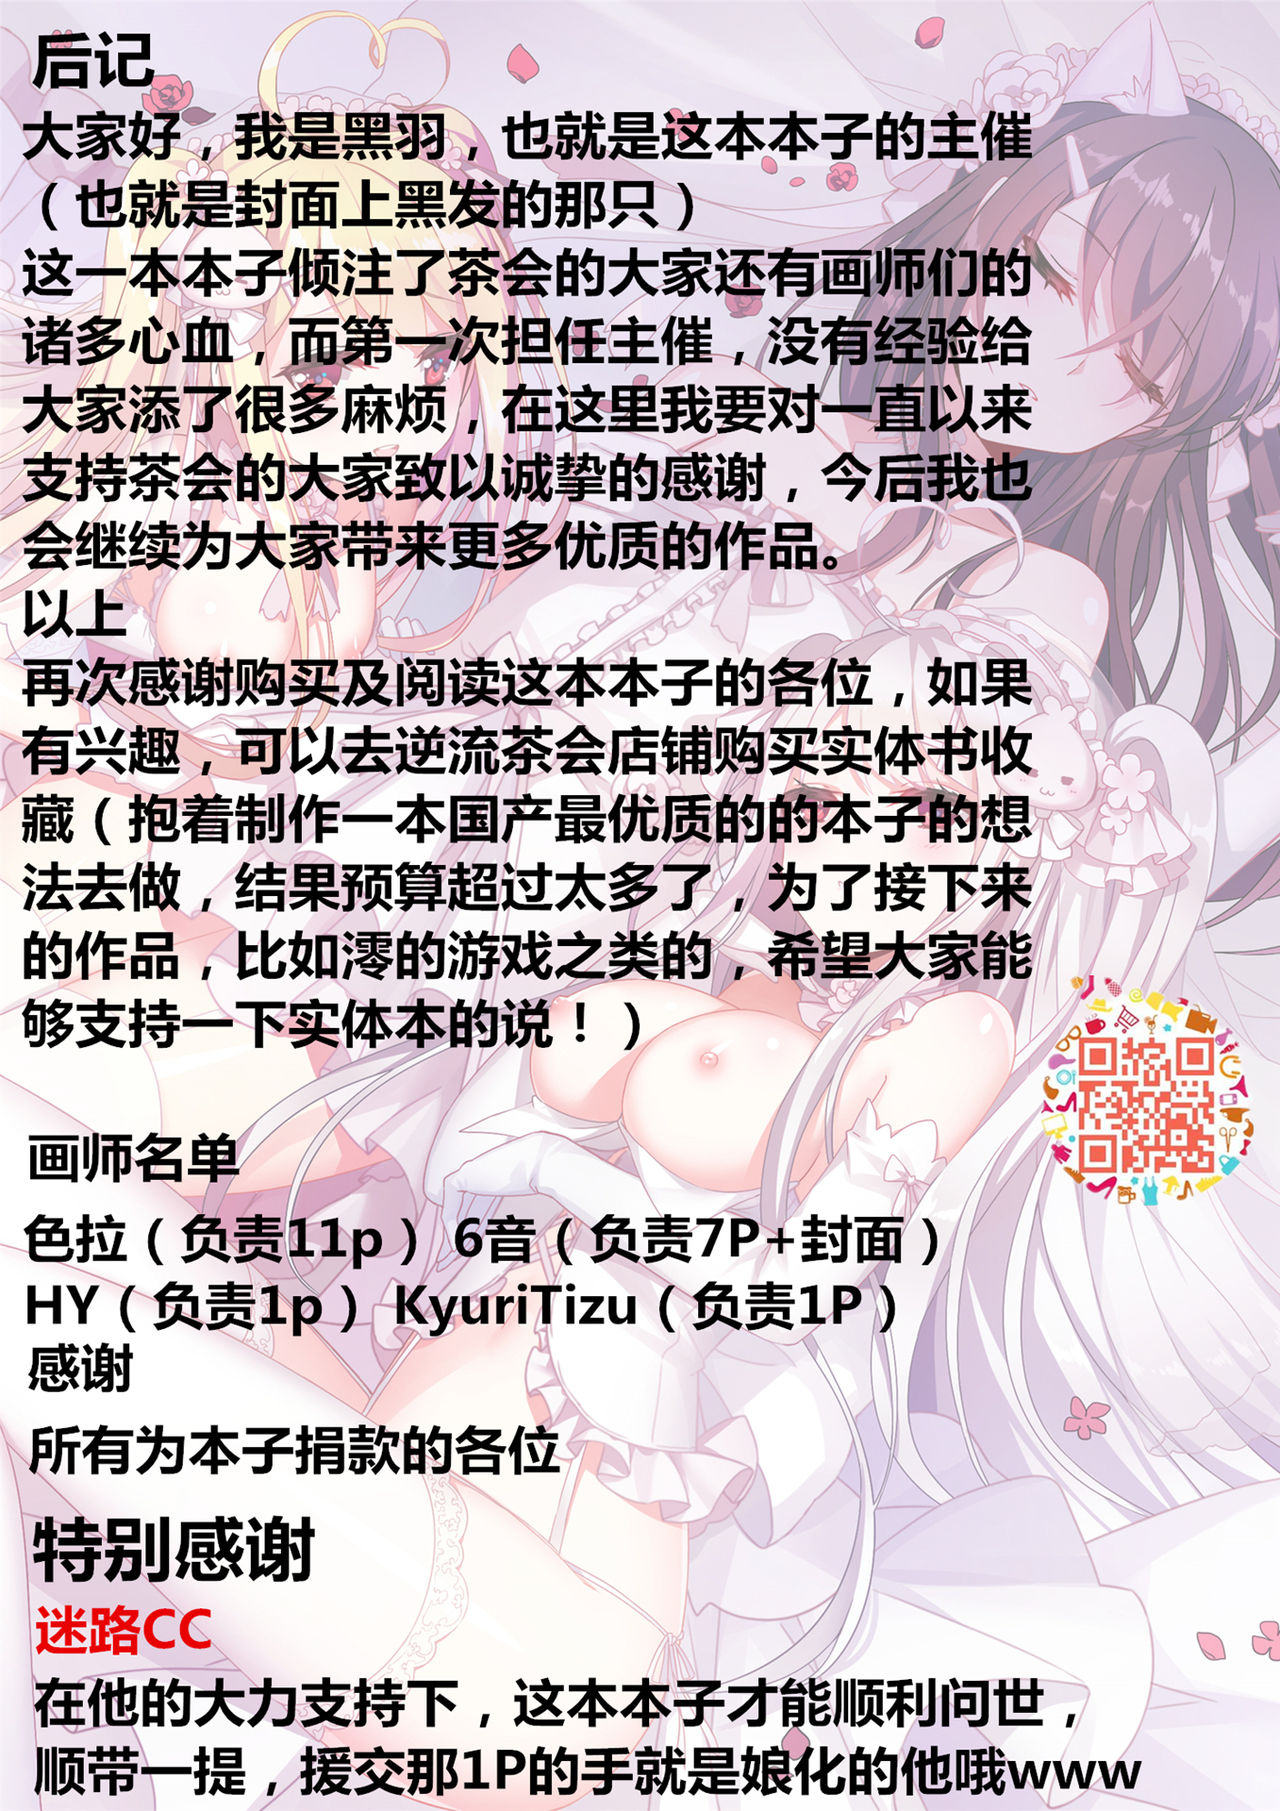 后记
大家好，我是黑羽，也就是这本本子的主催
（也就是封面上黑发的那只）
这一本本子倾注了茶会的大家还有画师们的
诸多心血，而第一次担任主催，没有经验给
大家添了很多麻烦，在这里我要对一直以来
支持茶会的大家致以诚挚的感谢，今后我也
会继续为大家带来更多优质的作品。
以上
再次感谢购买及阅读这本本子的各位，如果
有兴趣，可以去逆流茶会店铺购买实体书收
藏（抱着制作一本国产最优质的的本子的想
法去做，结果预算超过太多了，为了接下来
的作品，比如澪的游戏之类的，希望大家能
够支持一下实体本的说！）
画师名单
色拉（负责11p） 6音（负责7P+封面）
HY（负责1p） KyuriTizu（负责1P）
感谢
所有为本子捐款的各位
特别感谢
迷路CC
在他的大力支持下，这本本子才能顺利问世，
顺带一提，援交那1P的手就是娘化的他哦www